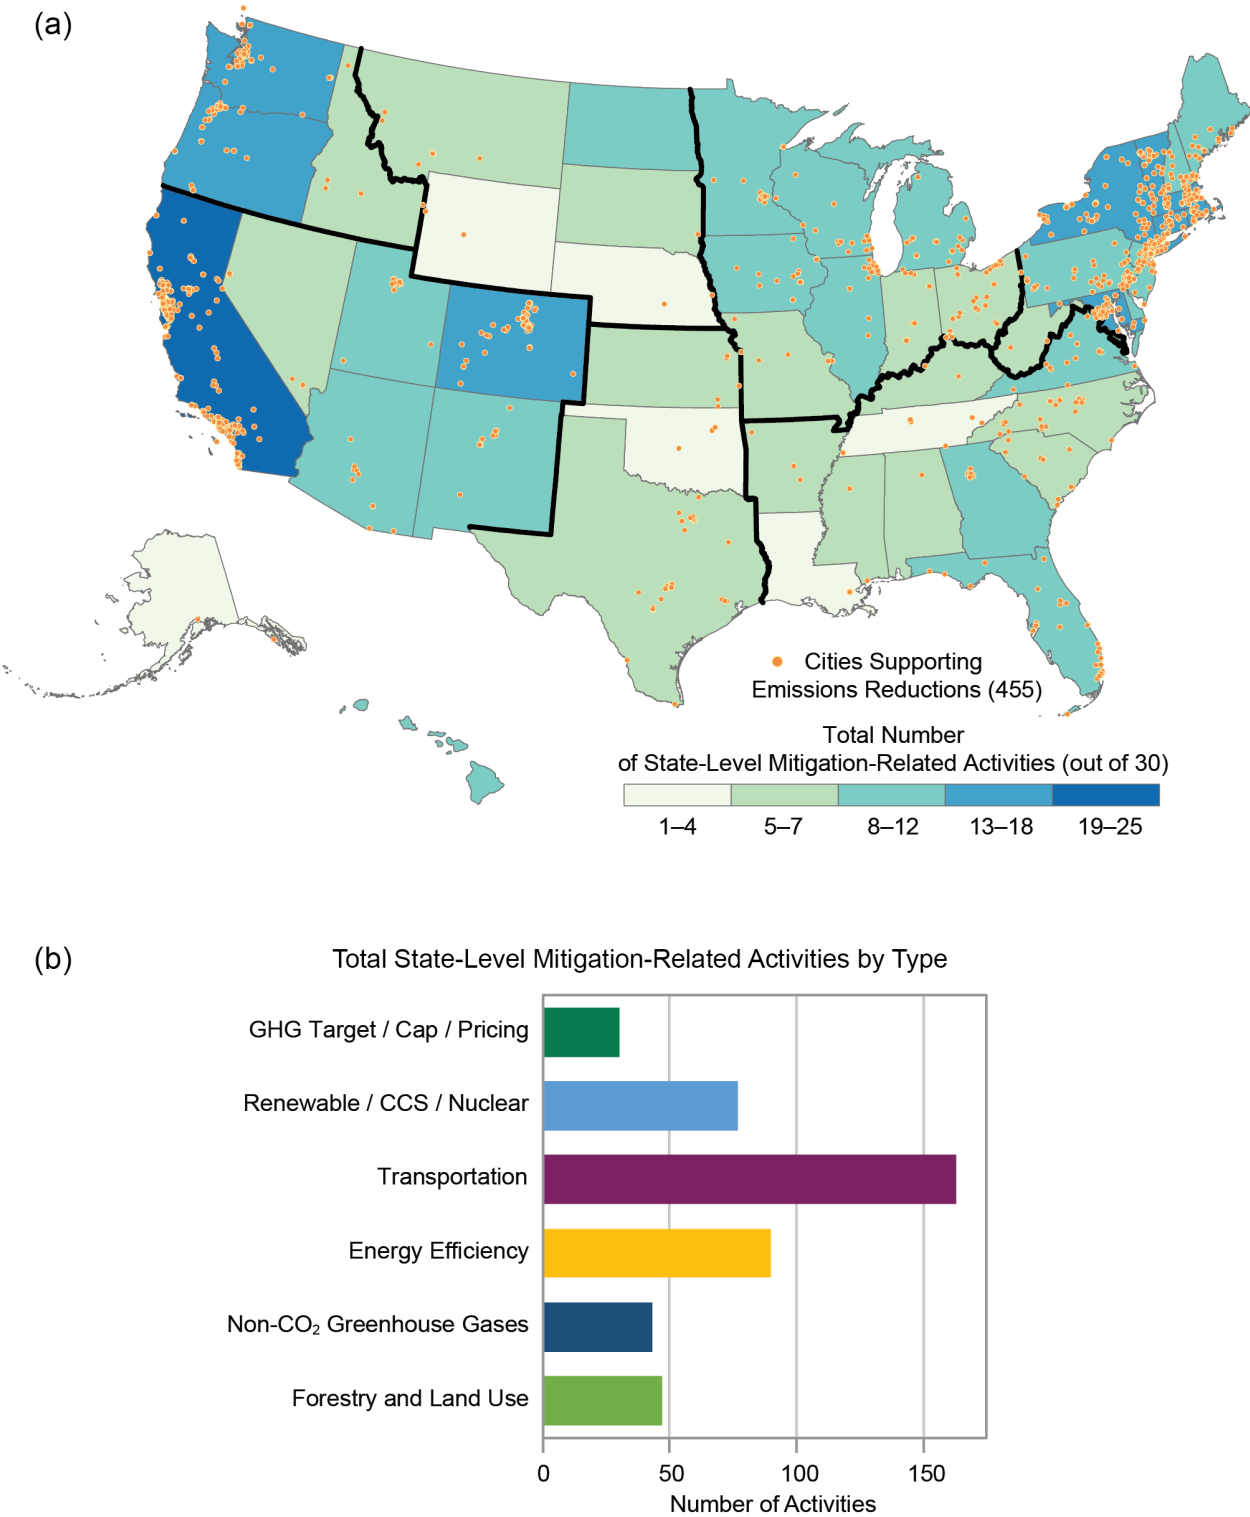 (a)
Cities Supporting
Emissions Reductions (455)
Total Number
of State-Level Mitigation-Related Activities (out of 30)
1–4 5–7 8–12 13–18 19–25
(b)
Total State-Level Mitigation-Related Activities by Type
GHG Target / Cap / Pricing
Renewable / CCS / Nuclear
Transportation
Energy Efficiency
Non-CO₂ Greenhouse Gases
Forestry and Land Use
0 50 100 150
Number of Activities